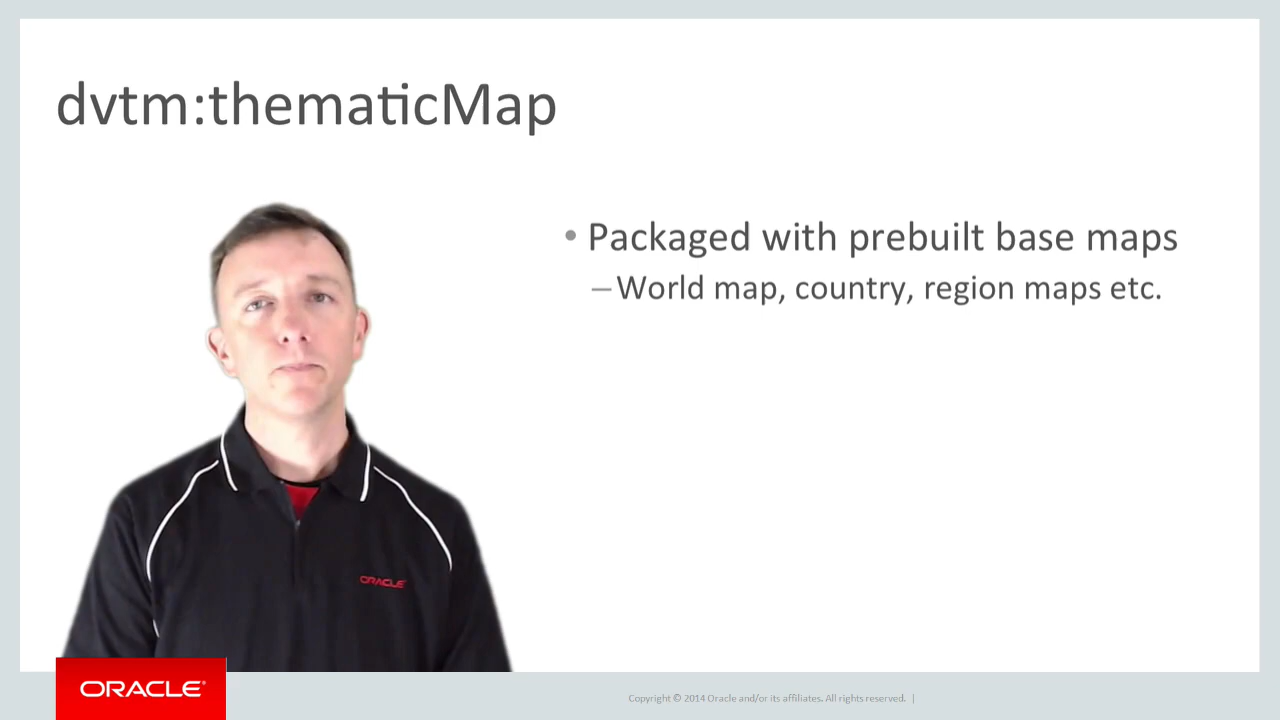 dvtm:thematicMap
• Packaged with prebuilt base maps
– World map, country, region maps etc.
ORACLE
ORACLE®
Copyright © 2014 Oracle and/or its affiliates. All rights reserved. |